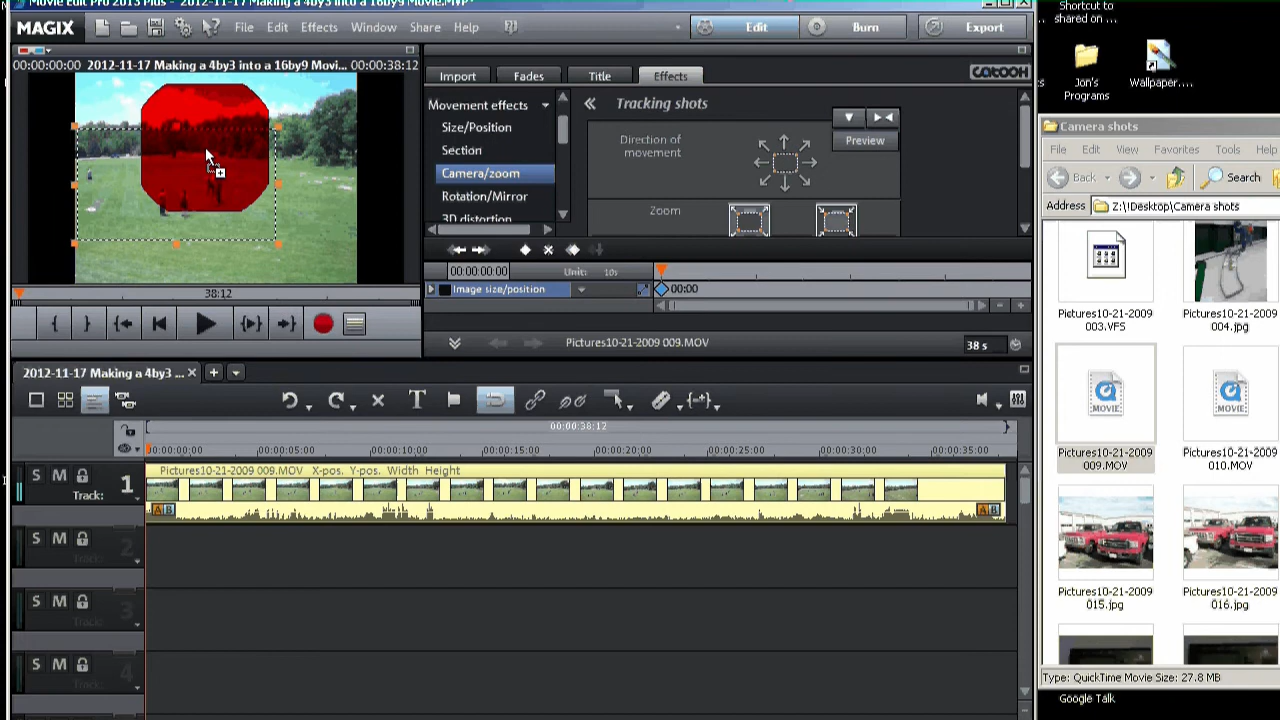 Movie Edit Pro 2013 Plus - 2012-11-17 Making a 4by3 into a 16by9 Movie.MVP*
MAGIX File Edit Effects Window Share Help Edit Burn Export
00:00:00:00 2012-11-17 Making a 4by3 into a 16by9 Movi... 00:00:38:12
Import Fades Title Effects catooh
Movement effects
Size/Position
Section
Camera/zoom
Rotation/Mirror
3D distortion
Tracking shots
Direction of
movement
Preview
Zoom
38:12
00:00:00:00 Unit: 10s
Image size/position 00:00
Pictures10-21-2009 009.MOV 38 s
2012-11-17 Making a 4by3 ...
00:00:38:12
00:00:00:00 00:00:05:00 00:00:10:00 00:00:15:00 00:00:20:00 00:00:25:00 00:00:30:00 00:00:35:00
S M 1
Track:
Pictures10-21-2009 009.MOV X-pos. Y-pos. Width Height
A B A B
S M 2
Track:
S M 3
Track:
S M 4
Track:
Shortcut to
shared on ...
Jon's
Programs
Wallpaper....
Camera shots
File Edit View Favorites Tools H
Back Search
Address Z:\!Desktop\Camera shots
Pictures10-21-2009
003.VFS
Pictures10-21-2009
004.jpg
MOVIE
Pictures10-21-2009
009.MOV
MOVIE
Pictures10-21-2009
010.MOV
Pictures10-21-2009
015.jpg
Pictures10-21-2009
016.jpg
Type: QuickTime Movie Size: 27.8 MB
Google Talk